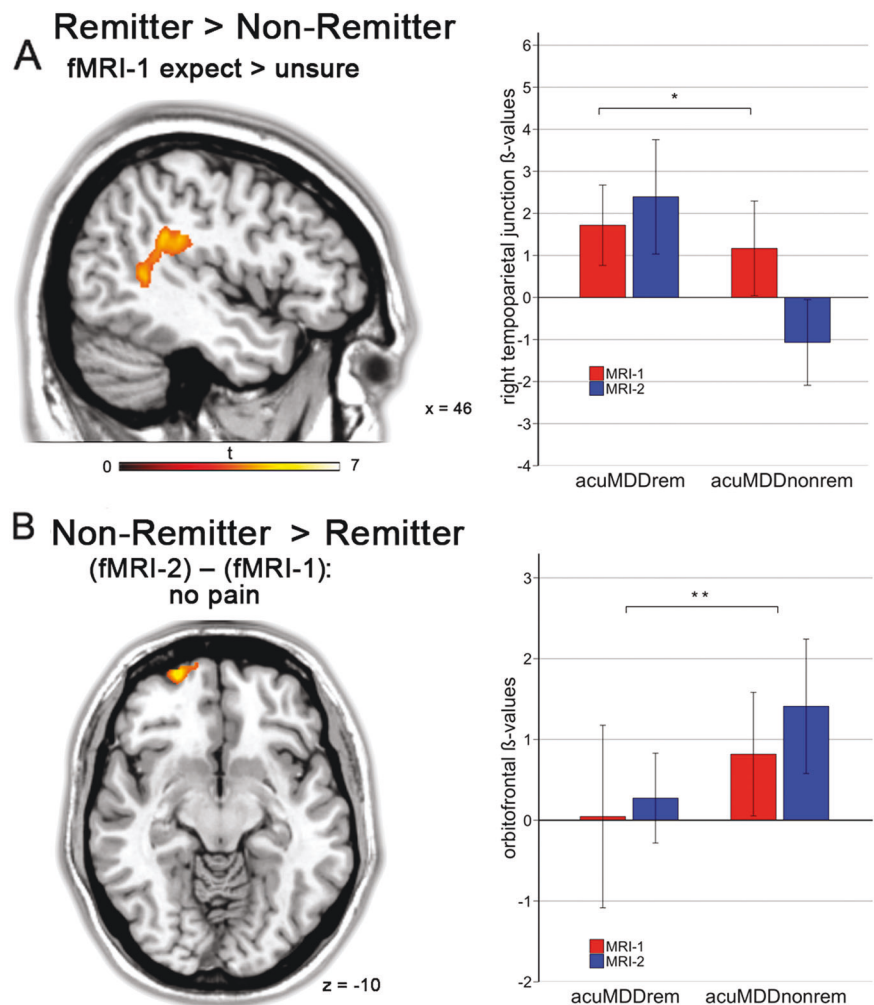 Remitter > Non-Remitter
A
fMRI-1 expect > unsure
x = 46
t
0
7
right tempoparietal junction ß-values
6
5
4
3
2
1
0
-1
-2
-3
-4
*
MRI-1
MRI-2
acuMDDrem
acuMDDnonrem
B
Non-Remitter > Remitter
(fMRI-2) – (fMRI-1):
no pain
z = -10
orbitofrontal ß-values
3
2
1
0
-1
-2
**
MRI-1
MRI-2
acuMDDrem
acuMDDnonrem